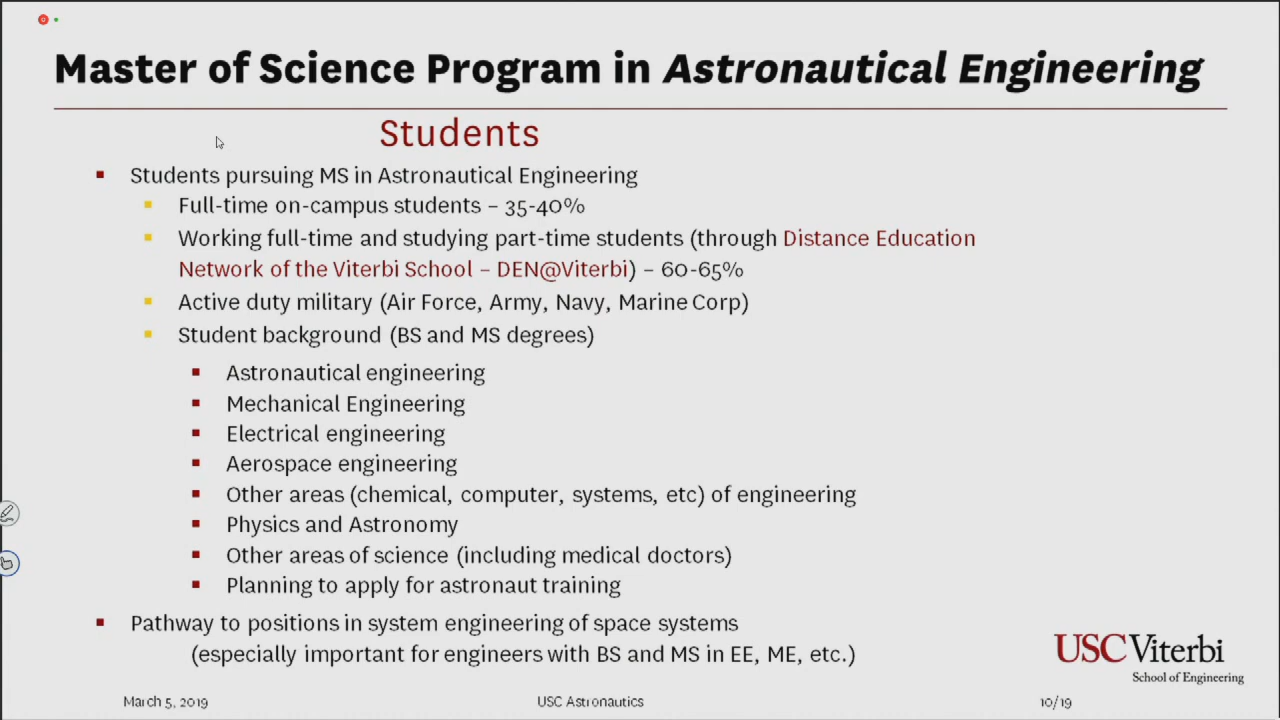 Master of Science Program in Astronautical Engineering
Students
Students pursuing MS in Astronautical Engineering
Full-time on-campus students – 35-40%
Working full-time and studying part-time students (through Distance Education
Network of the Viterbi School – DEN@Viterbi) – 60-65%
Active duty military (Air Force, Army, Navy, Marine Corp)
Student background (BS and MS degrees)
Astronautical engineering
Mechanical Engineering
Electrical engineering
Aerospace engineering
Other areas (chemical, computer, systems, etc) of engineering
Physics and Astronomy
Other areas of science (including medical doctors)
Planning to apply for astronaut training
Pathway to positions in system engineering of space systems
(especially important for engineers with BS and MS in EE, ME, etc.)
USC Viterbi
School of Engineering
March 5, 2019 USC Astronautics 10/19